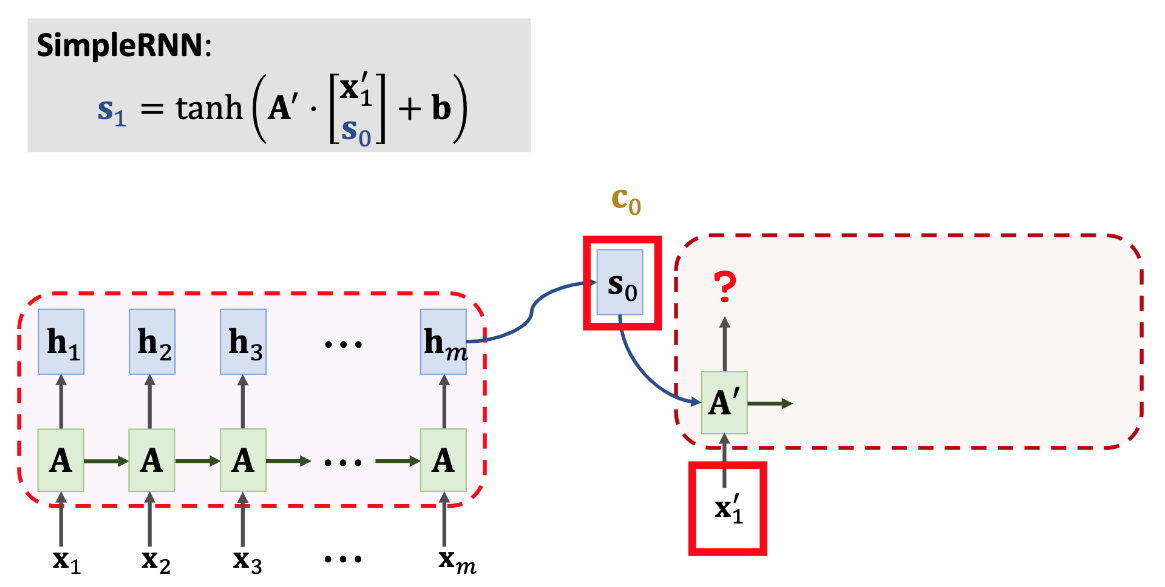 SimpleRNN:
s₁ = tanh(A′ · [x′₁ s₀] + b)
c₀
s₀
?
h₁ h₂ h₃ ⋯ hₘ
A′
A A A ⋯ A
x′₁
x₁ x₂ x₃ ⋯ xₘ